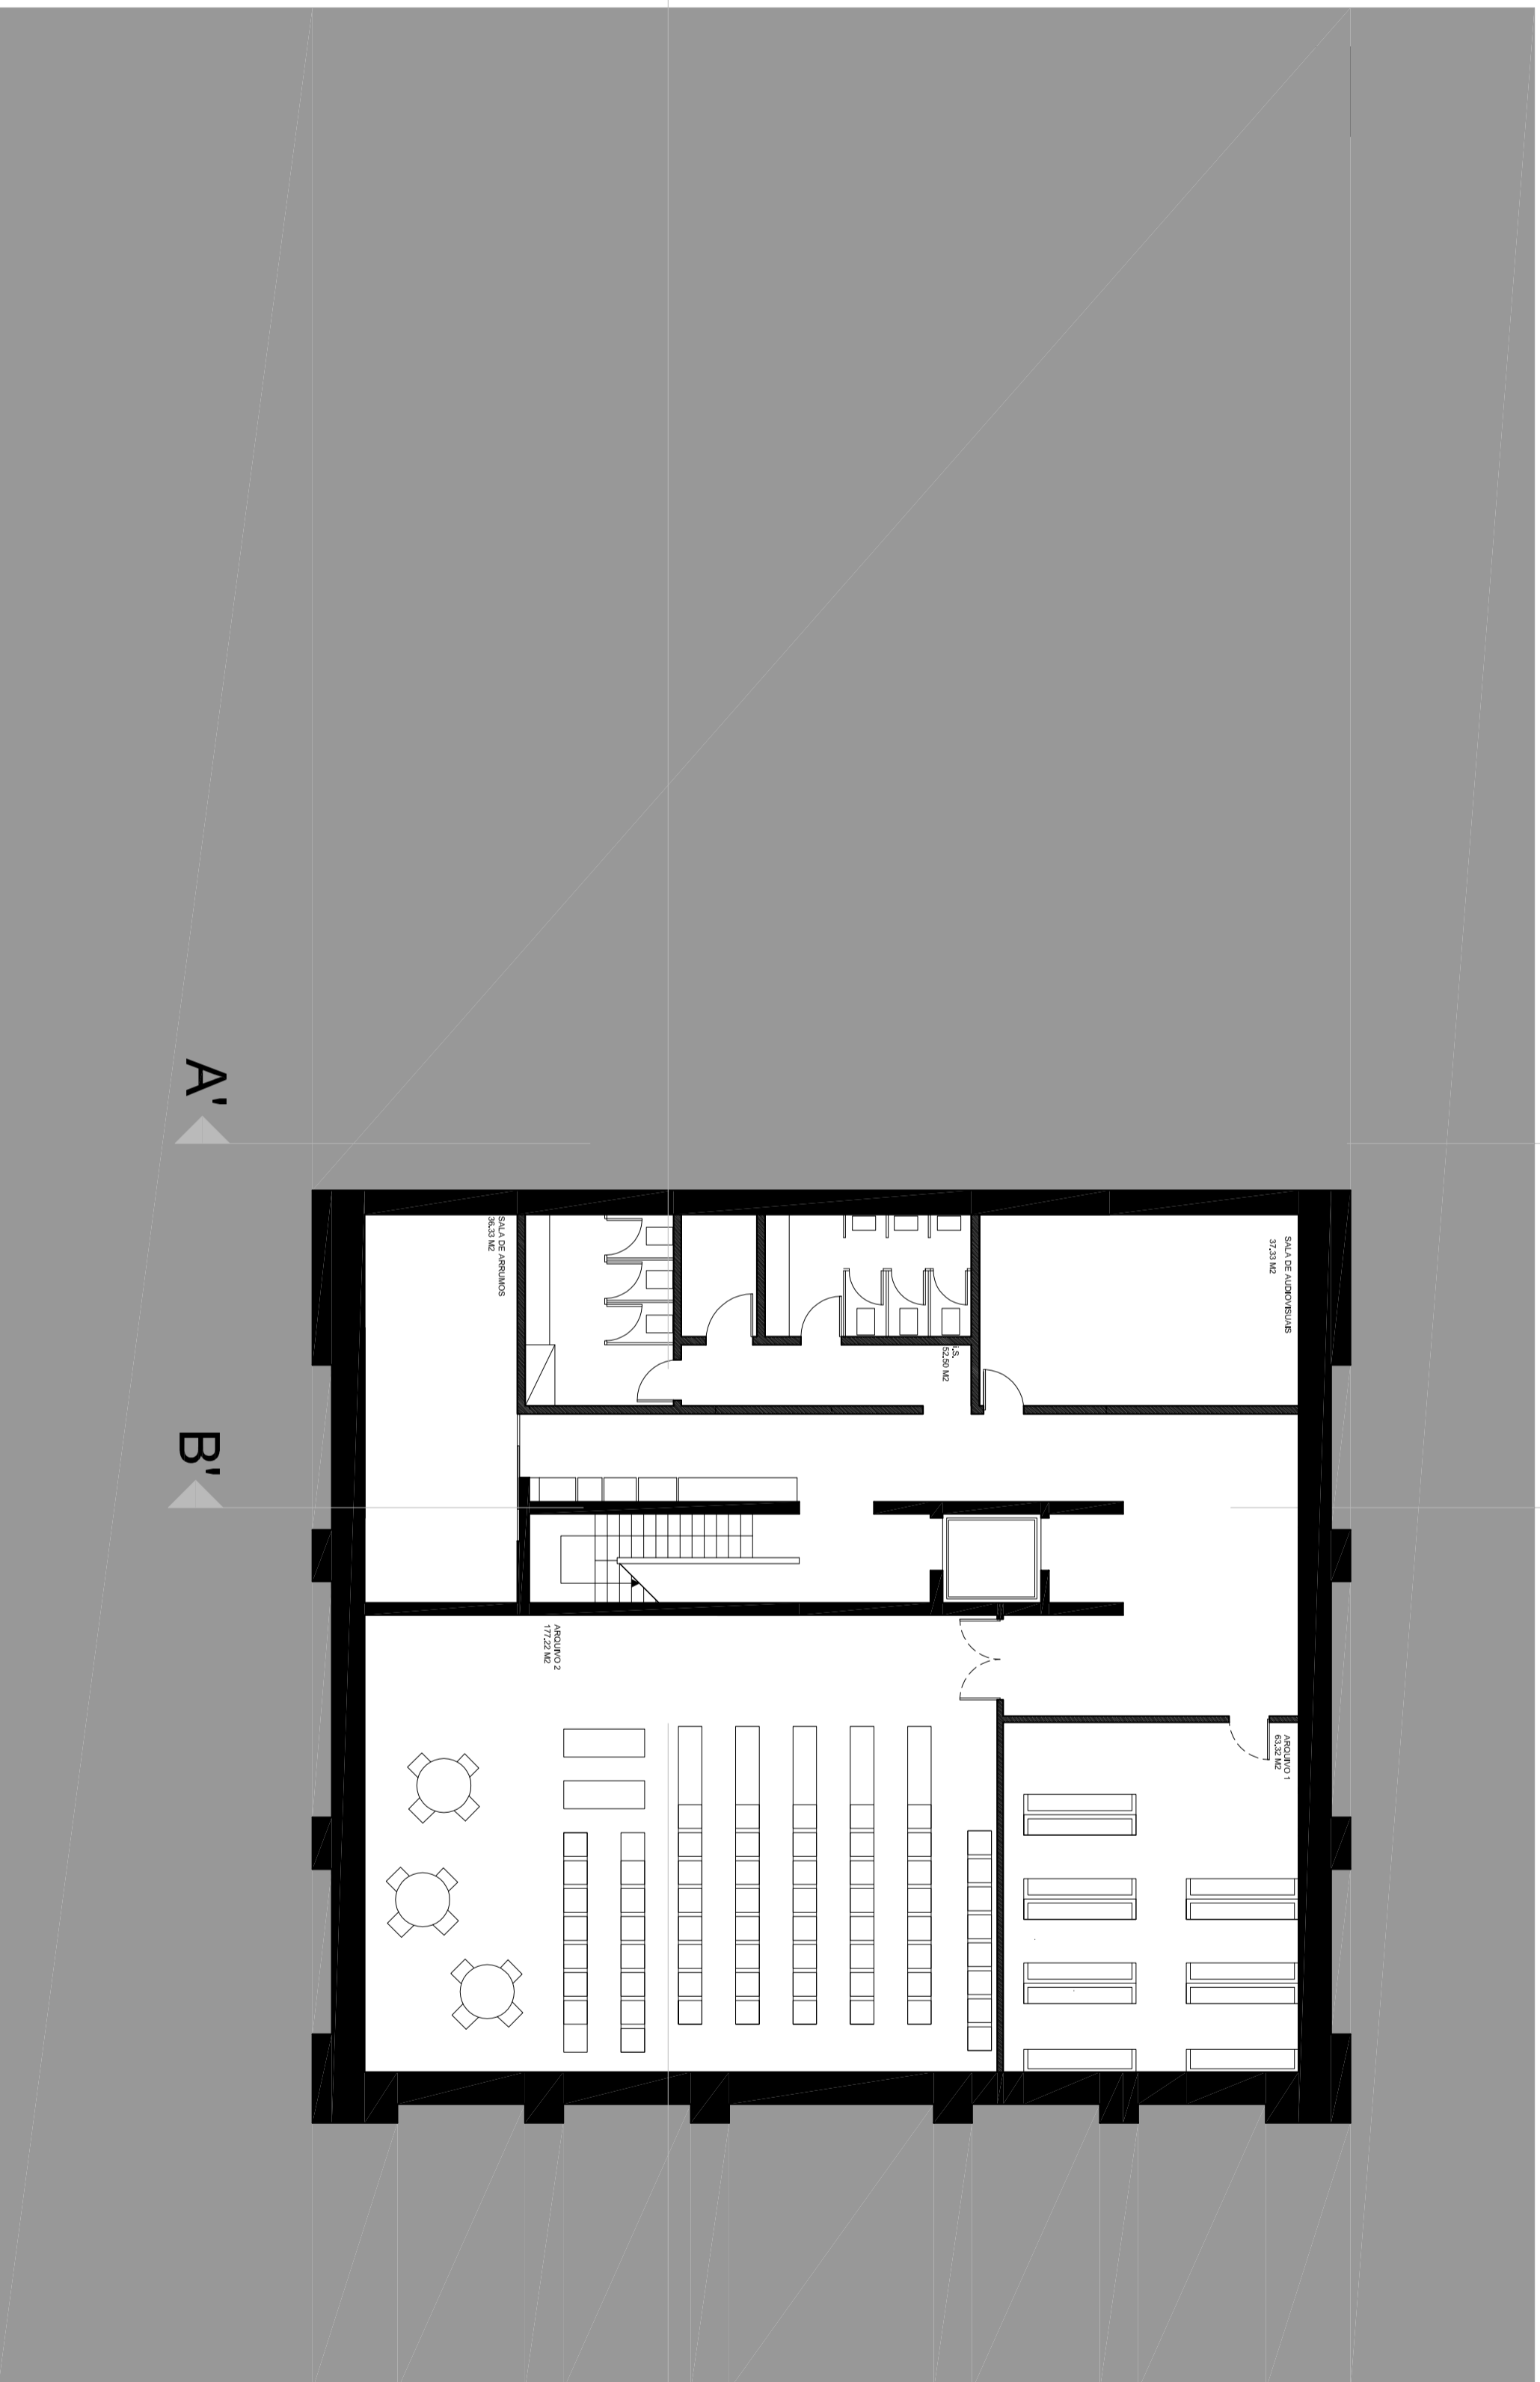 A'
B'
SALA DE ARRUMOS
36,33 M2
SALA DE AUDIOVISUAIS
37,33 M2
I.S.
52,50 M2
ARQUIVO 2
177,22 M2
ARQUIVO 1
63,32 M2